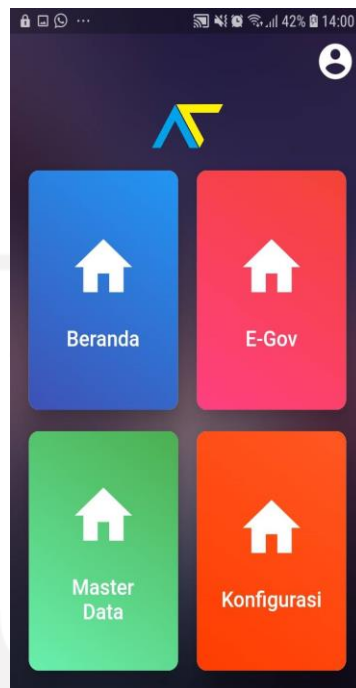 42% 14:00
Beranda
E-Gov
Master
Data
Konfigurasi